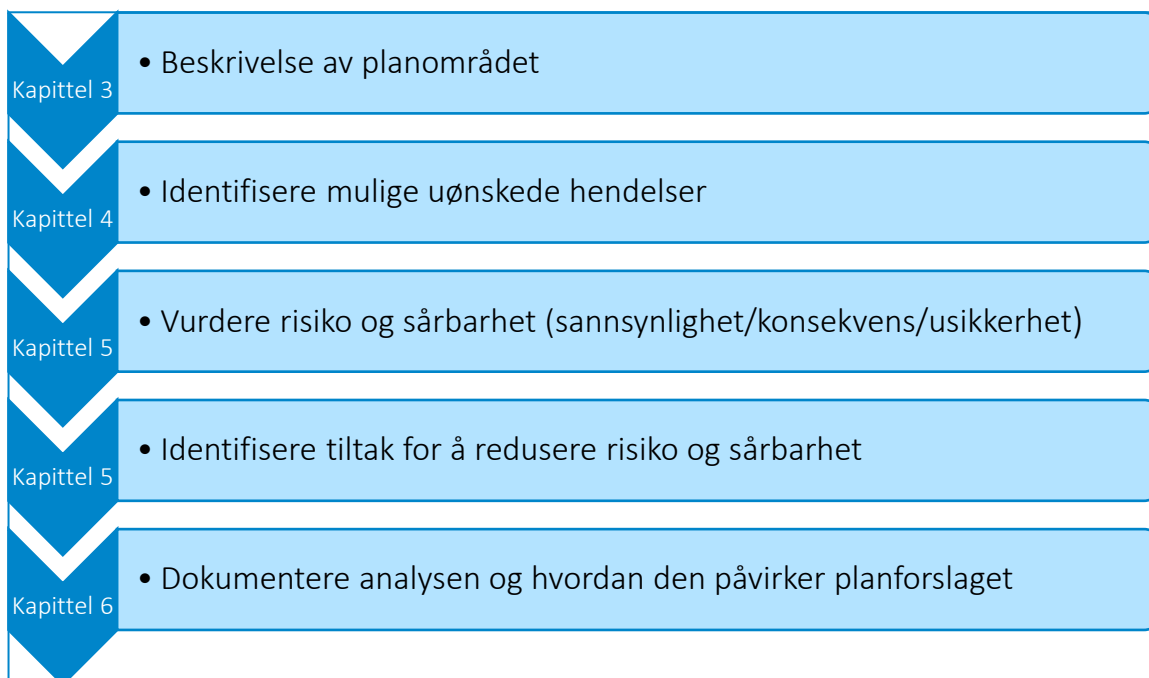 Kapittel 3
• Beskrivelse av planområdet
Kapittel 4
• Identifisere mulige uønskede hendelser
Kapittel 5
• Vurdere risiko og sårbarhet (sannsynlighet/konsekvens/usikkerhet)
Kapittel 5
• Identifisere tiltak for å redusere risiko og sårbarhet
Kapittel 6
• Dokumentere analysen og hvordan den påvirker planforslaget